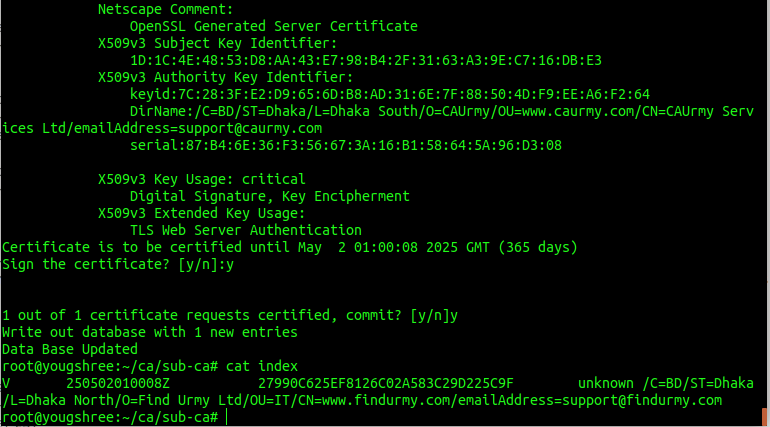 Netscape Comment:
OpenSSL Generated Server Certificate
X509v3 Subject Key Identifier:
1D:1C:4E:48:53:D8:AA:43:E7:98:B4:2F:31:63:A3:9E:C7:16:DB:E3
X509v3 Authority Key Identifier:
keyid:7C:28:3F:E2:D9:65:6D:B8:AD:31:6E:7F:88:50:4D:F9:EE:A6:F2:64
DirName:/C=BD/ST=Dhaka/L=Dhaka South/O=CAUrmy/OU=www.caurmy.com/CN=CAUrmy Serv
ices Ltd/emailAddress=support@caurmy.com
serial:87:B4:6E:36:F3:56:67:3A:16:B1:58:64:5A:96:D3:08
X509v3 Key Usage: critical
Digital Signature, Key Encipherment
X509v3 Extended Key Usage:
TLS Web Server Authentication
Certificate is to be certified until May  2 01:00:08 2025 GMT (365 days)
Sign the certificate? [y/n]:y
1 out of 1 certificate requests certified, commit? [y/n]y
Write out database with 1 new entries
Data Base Updated
root@yougshree:~/ca/sub-ca# cat index
V       250502010008Z           27990C625EF8126C02A583C29D225C9F        unknown /C=BD/ST=Dhaka
/L=Dhaka North/O=Find Urmy Ltd/OU=IT/CN=www.findurmy.com/emailAddress=support@findurmy.com
root@yougshree:~/ca/sub-ca#